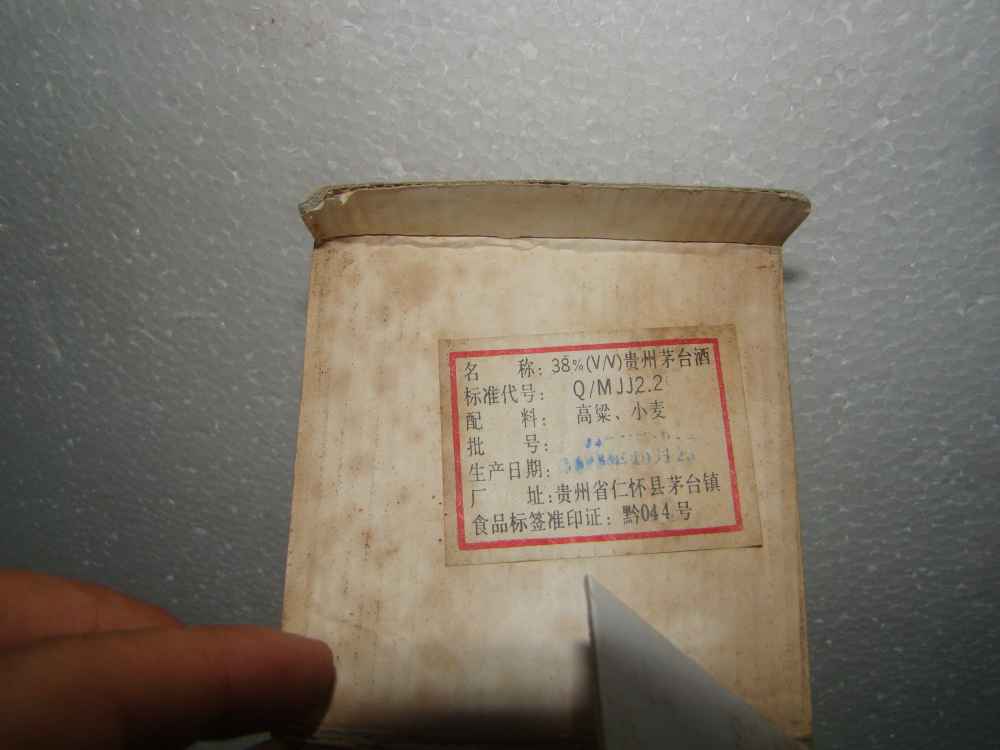 名 称: 38%(V/V)贵州茅台酒
标准代号: Q/MJJ2.2
配 料: 高粱、小麦
批 号:
生产日期:
厂 址:贵州省仁怀县茅台镇
食品标签准印证: 黔044号